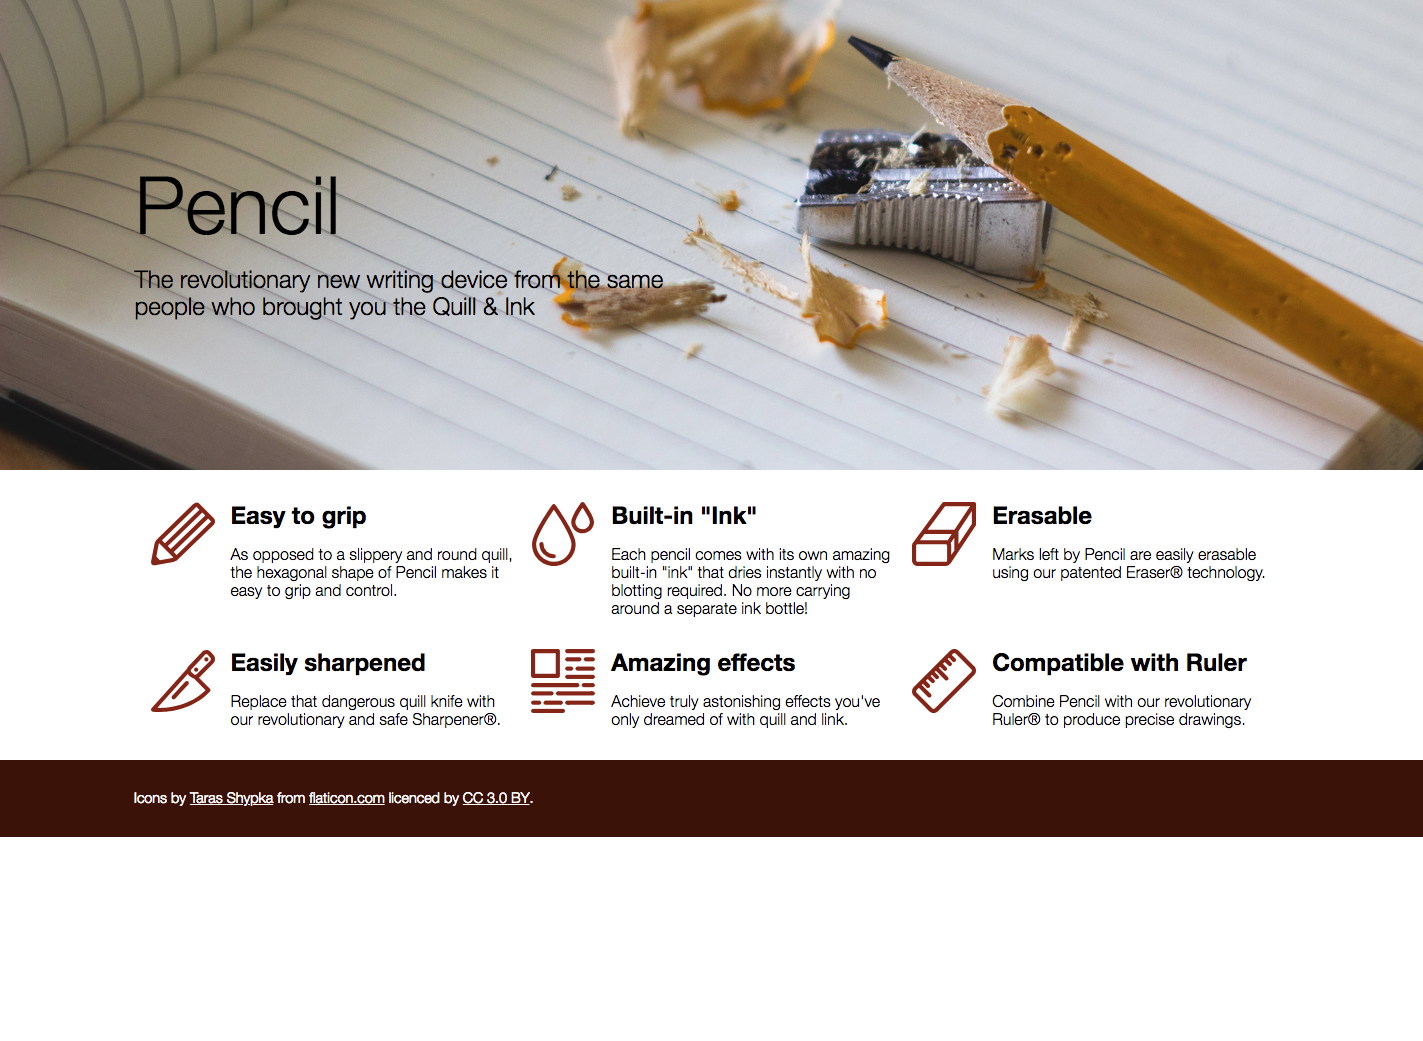 Pencil
The revolutionary new writing device from the same
people who brought you the Quill & Ink
Easy to grip
As opposed to a slippery and round quill,
the hexagonal shape of Pencil makes it
easy to grip and control.
Built-in "Ink"
Each pencil comes with its own amazing
built-in "ink" that dries instantly with no
blotting required. No more carrying
around a separate ink bottle!
Erasable
Marks left by Pencil are easily erasable
using our patented Eraser® technology.
Easily sharpened
Replace that dangerous quill knife with
our revolutionary and safe Sharpener®.
Amazing effects
Achieve truly astonishing effects you've
only dreamed of with quill and link.
Compatible with Ruler
Combine Pencil with our revolutionary
Ruler® to produce precise drawings.
Icons by Taras Shypka from flaticon.com licenced by CC 3.0 BY.